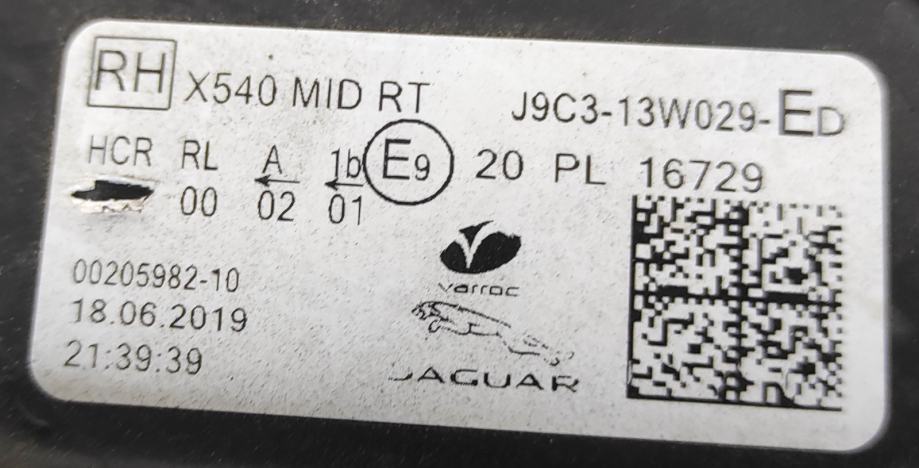 RH X540 MID RT J9C3-13W029-ED
HCR RL A 1b E9 20 PL 16729
00 02 01
00205982-10
18.06.2019
21:39:39
varroc
JAGUAR